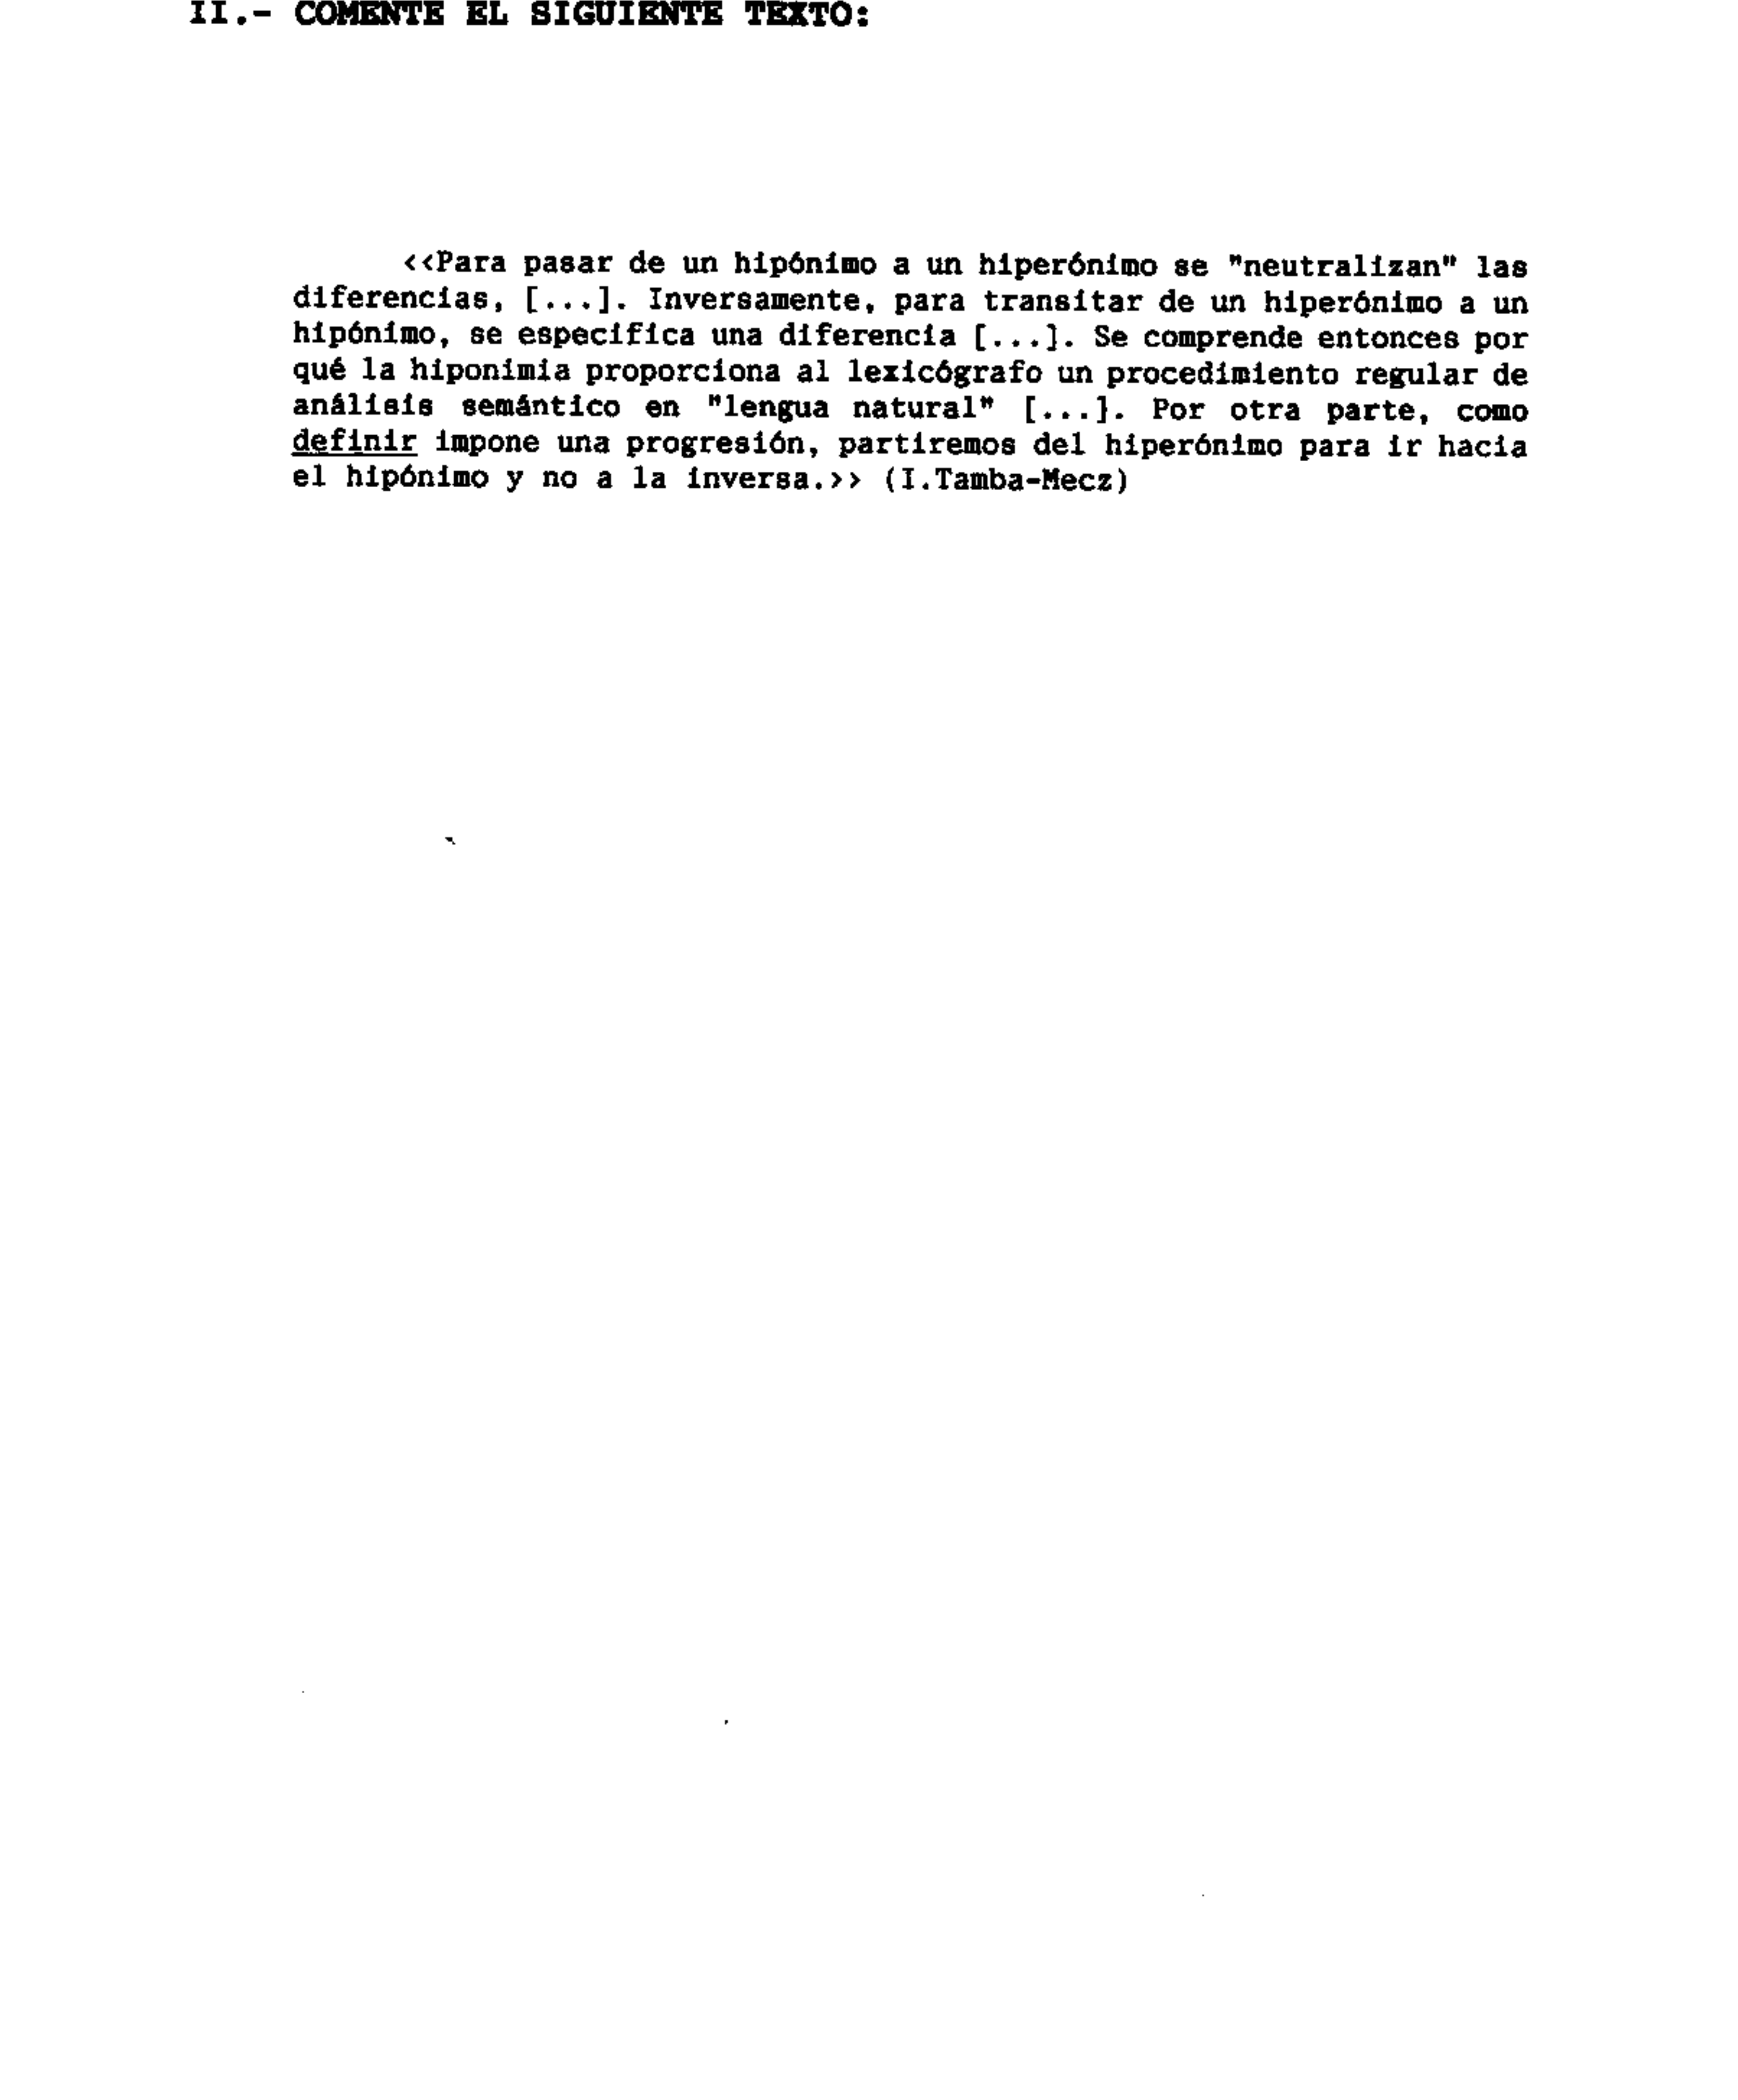 II.- COMENTE EL SIGUIENTE TEXTO:
<<Para pasar de un hipónimo a un hiperónimo se "neutralizan" las
diferencias, [...]. Inversamente, para transitar de un hiperónimo a un
hipónimo, se especifica una diferencia [...]. Se comprende entonces por
qué la hiponimia proporciona al lexicógrafo un procedimiento regular de
análisis semántico en "lengua natural" [...]. Por otra parte, como
definir impone una progresión, partiremos del hiperónimo para ir hacia
el hipónimo y no a la inversa.>> (I.Tamba-Mecz)